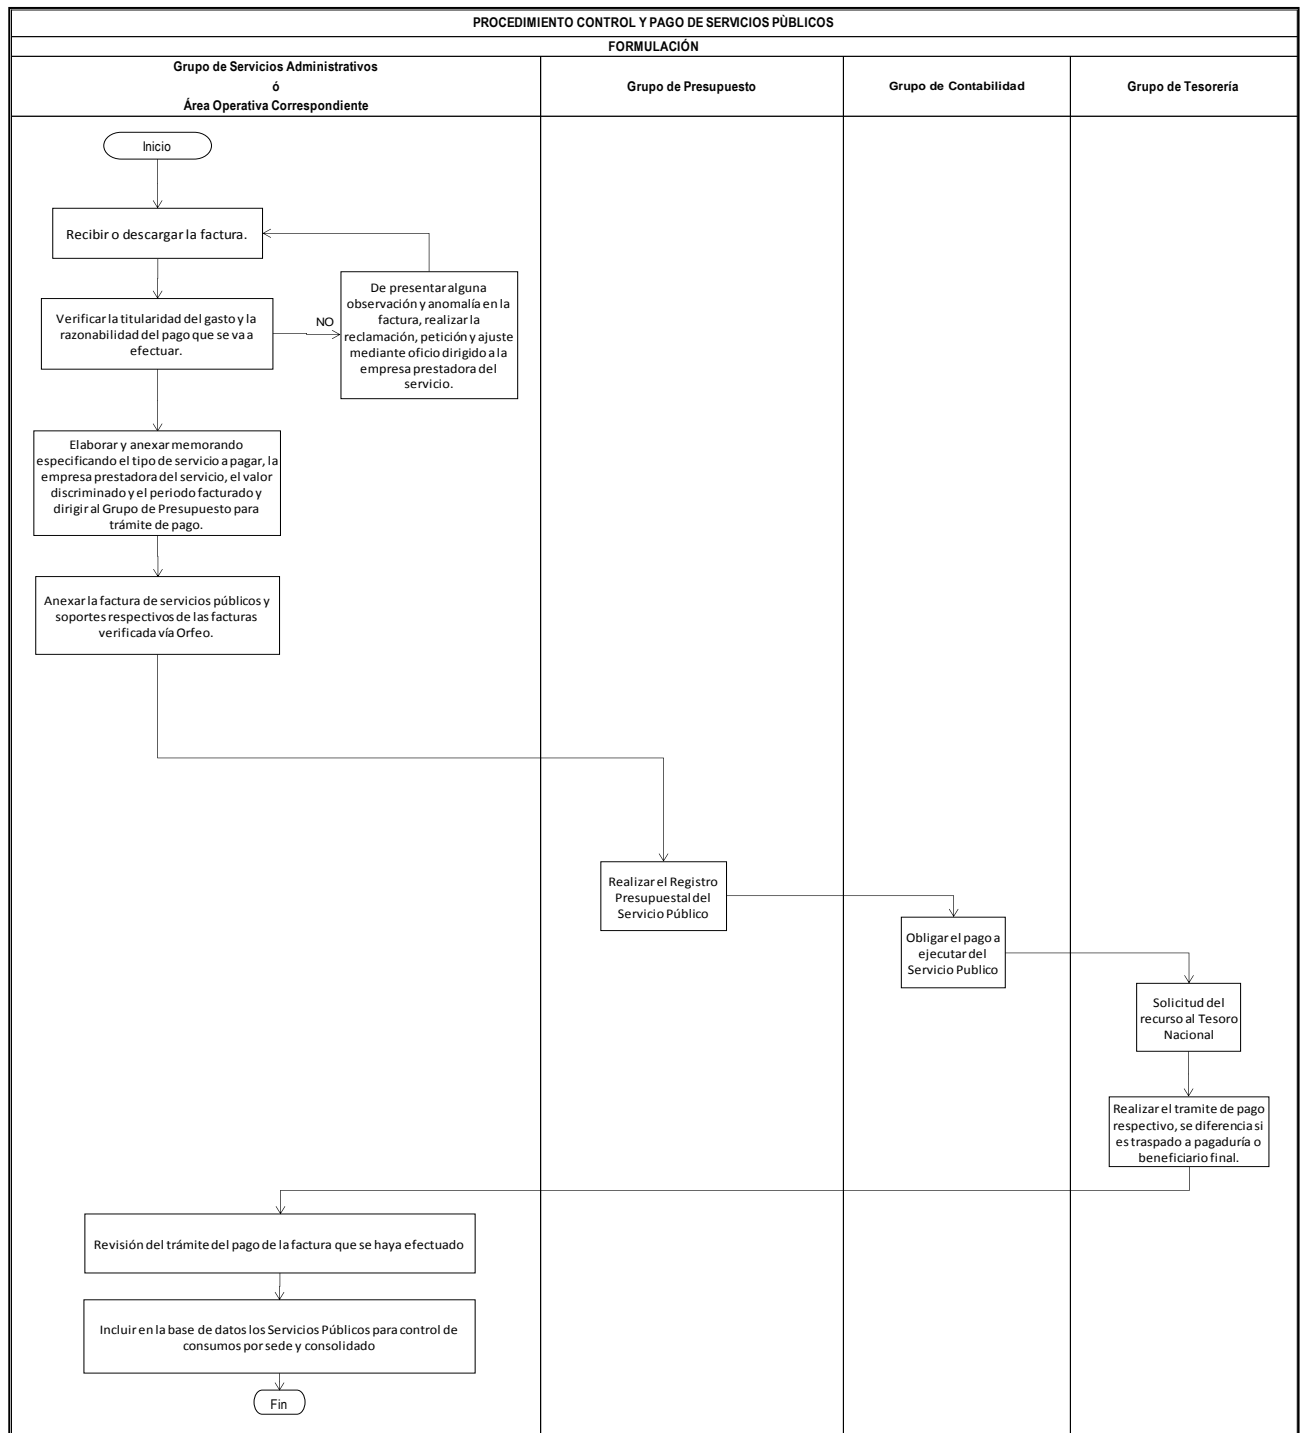 PROCEDIMIENTO CONTROL Y PAGO DE SERVICIOS PÙBLICOS
FORMULACIÓN
Grupo de Servicios Administrativos
ó
Área Operativa Correspondiente
Grupo de Presupuesto
Grupo de Contabilidad
Grupo de Tesorería
Inicio
Recibir o descargar la factura.
De presentar alguna
observación y anomalía en la
factura, realizar la
reclamación, petición y ajuste
mediante oficio dirigido a la
empresa prestadora del
servicio.
Verificar la titularidad del gasto y la
razonabilidad del pago que se va a
efectuar.
NO
Elaborar y anexar memorando
especificando el tipo de servicio a pagar, la
empresa prestadora del servicio, el valor
discriminado y el periodo facturado y
dirigir al Grupo de Presupuesto para
trámite de pago.
Anexar la factura de servicios públicos y
soportes respectivos de las facturas
verificada vía Orfeo.
Realizar el Registro
Presupuestal del
Servicio Público
Obligar el pago a
ejecutar del
Servicio Publico
Solicitud del
recurso al Tesoro
Nacional
Realizar el tramite de pago
respectivo, se diferencia si
es traspado a pagaduría o
beneficiario final.
Revisión del trámite del pago de la factura que se haya efectuado
Incluir en la base de datos los Servicios Públicos para control de
consumos por sede y consolidado
Fin